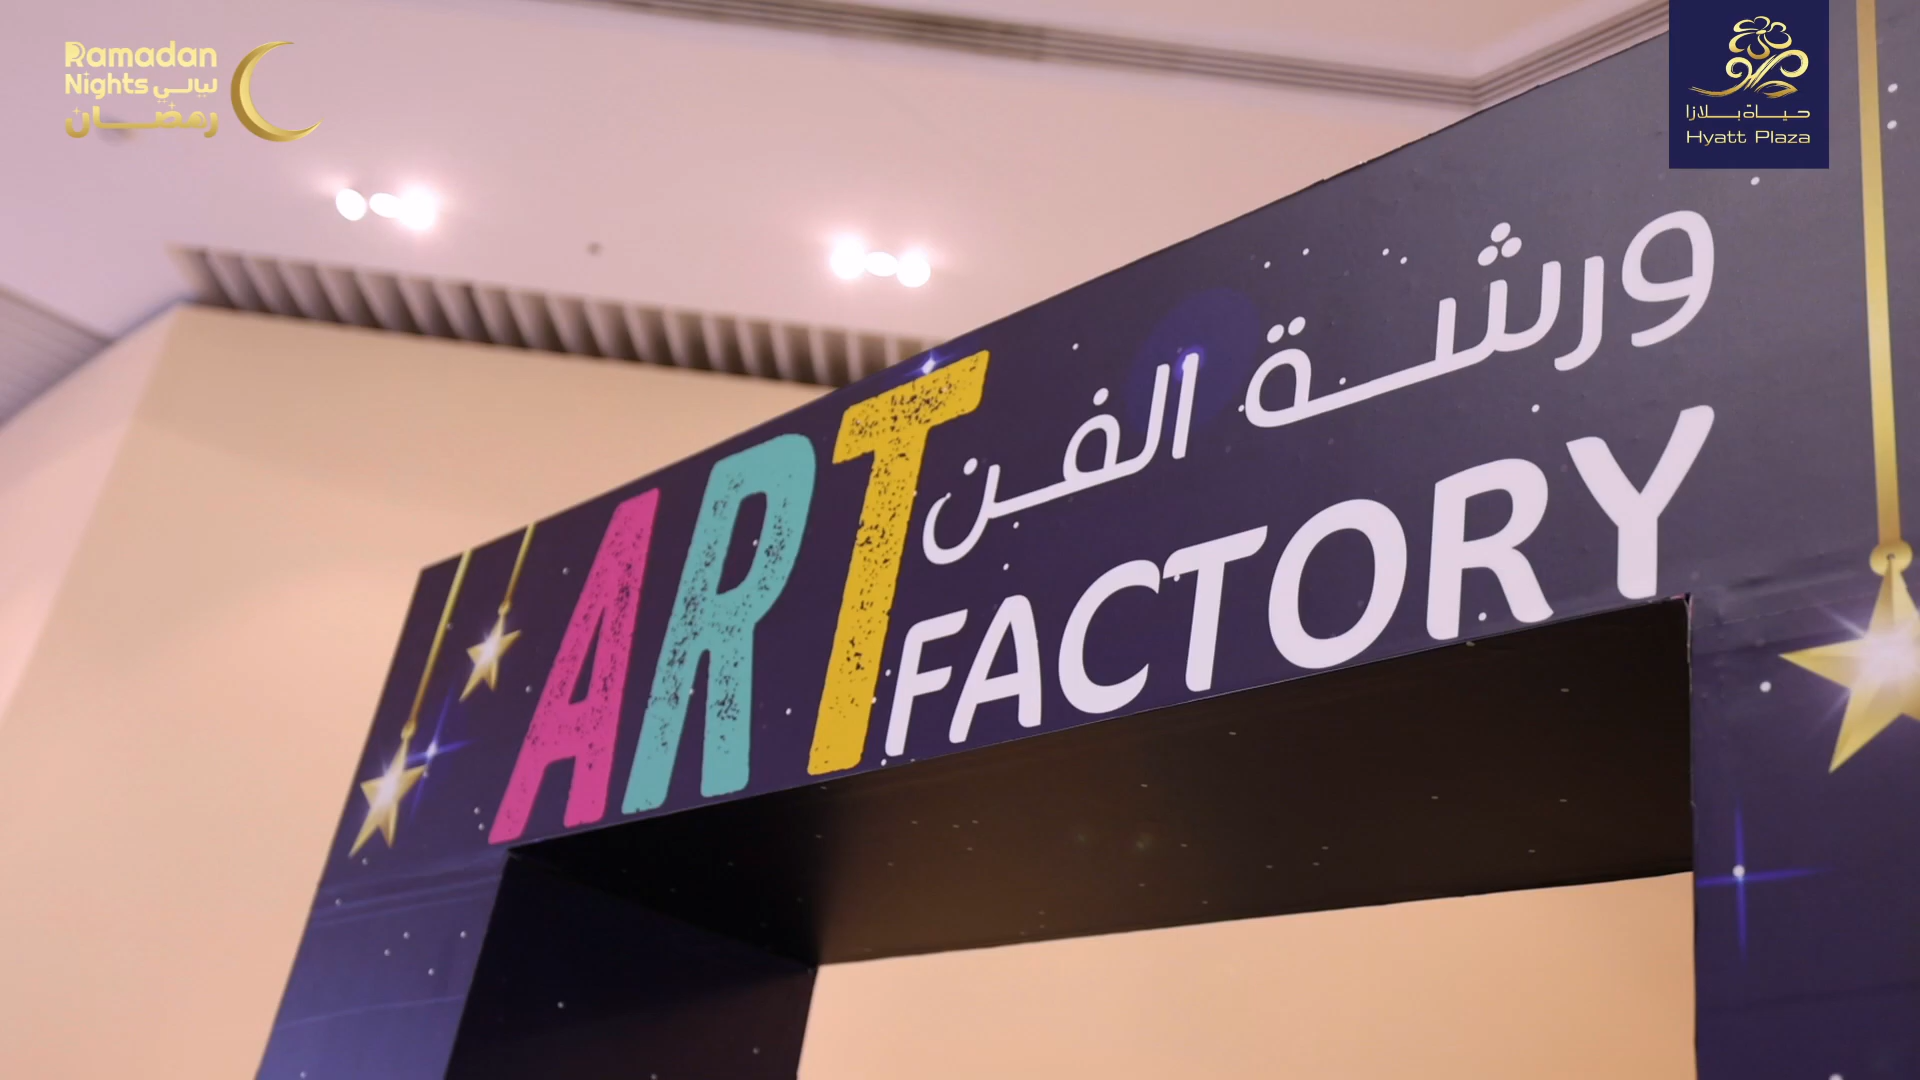 Ramadan
Nights ليالي
رمضان
حياة بلازا
Hyatt Plaza
ورشة الفن
ART FACTORY